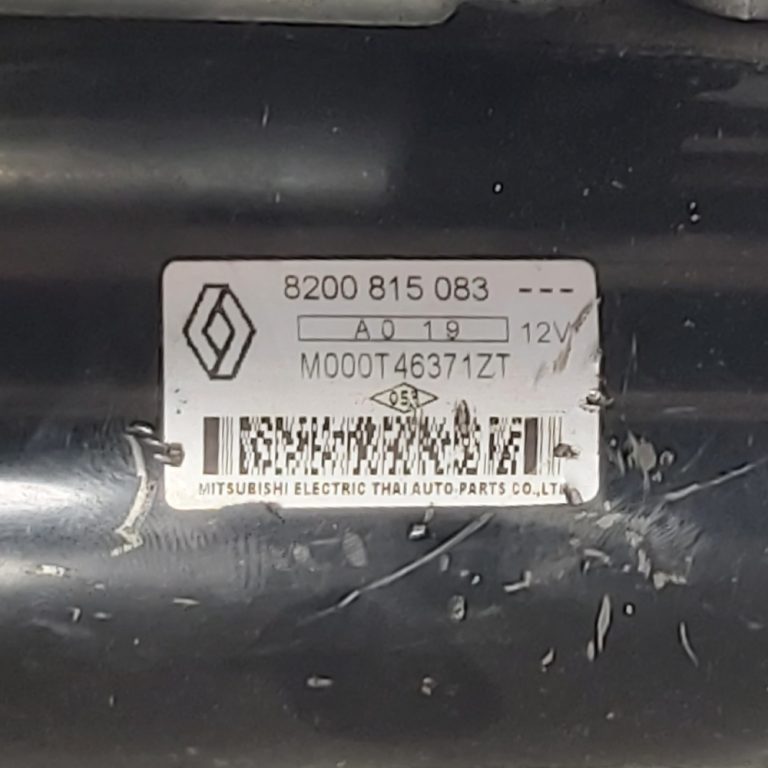 8200 815 083 ---
A0 19 12V
M000T46371ZT
053
MITSUBISHI ELECTRIC THAI AUTO-PARTS CO.,LTD